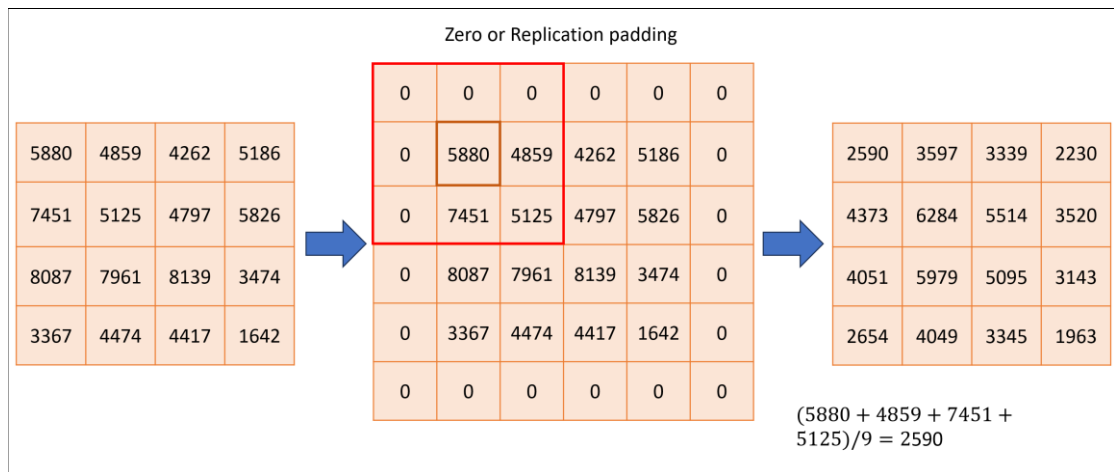 Zero or Replication padding
5880 4859 4262 5186
7451 5125 4797 5826
8087 7961 8139 3474
3367 4474 4417 1642
0 0 0 0 0 0
0 5880 4859 4262 5186 0
0 7451 5125 4797 5826 0
0 8087 7961 8139 3474 0
0 3367 4474 4417 1642 0
0 0 0 0 0 0
2590 3597 3339 2230
4373 6284 5514 3520
4051 5979 5095 3143
2654 4049 3345 1963
(5880 + 4859 + 7451 +
5125)/9 = 2590